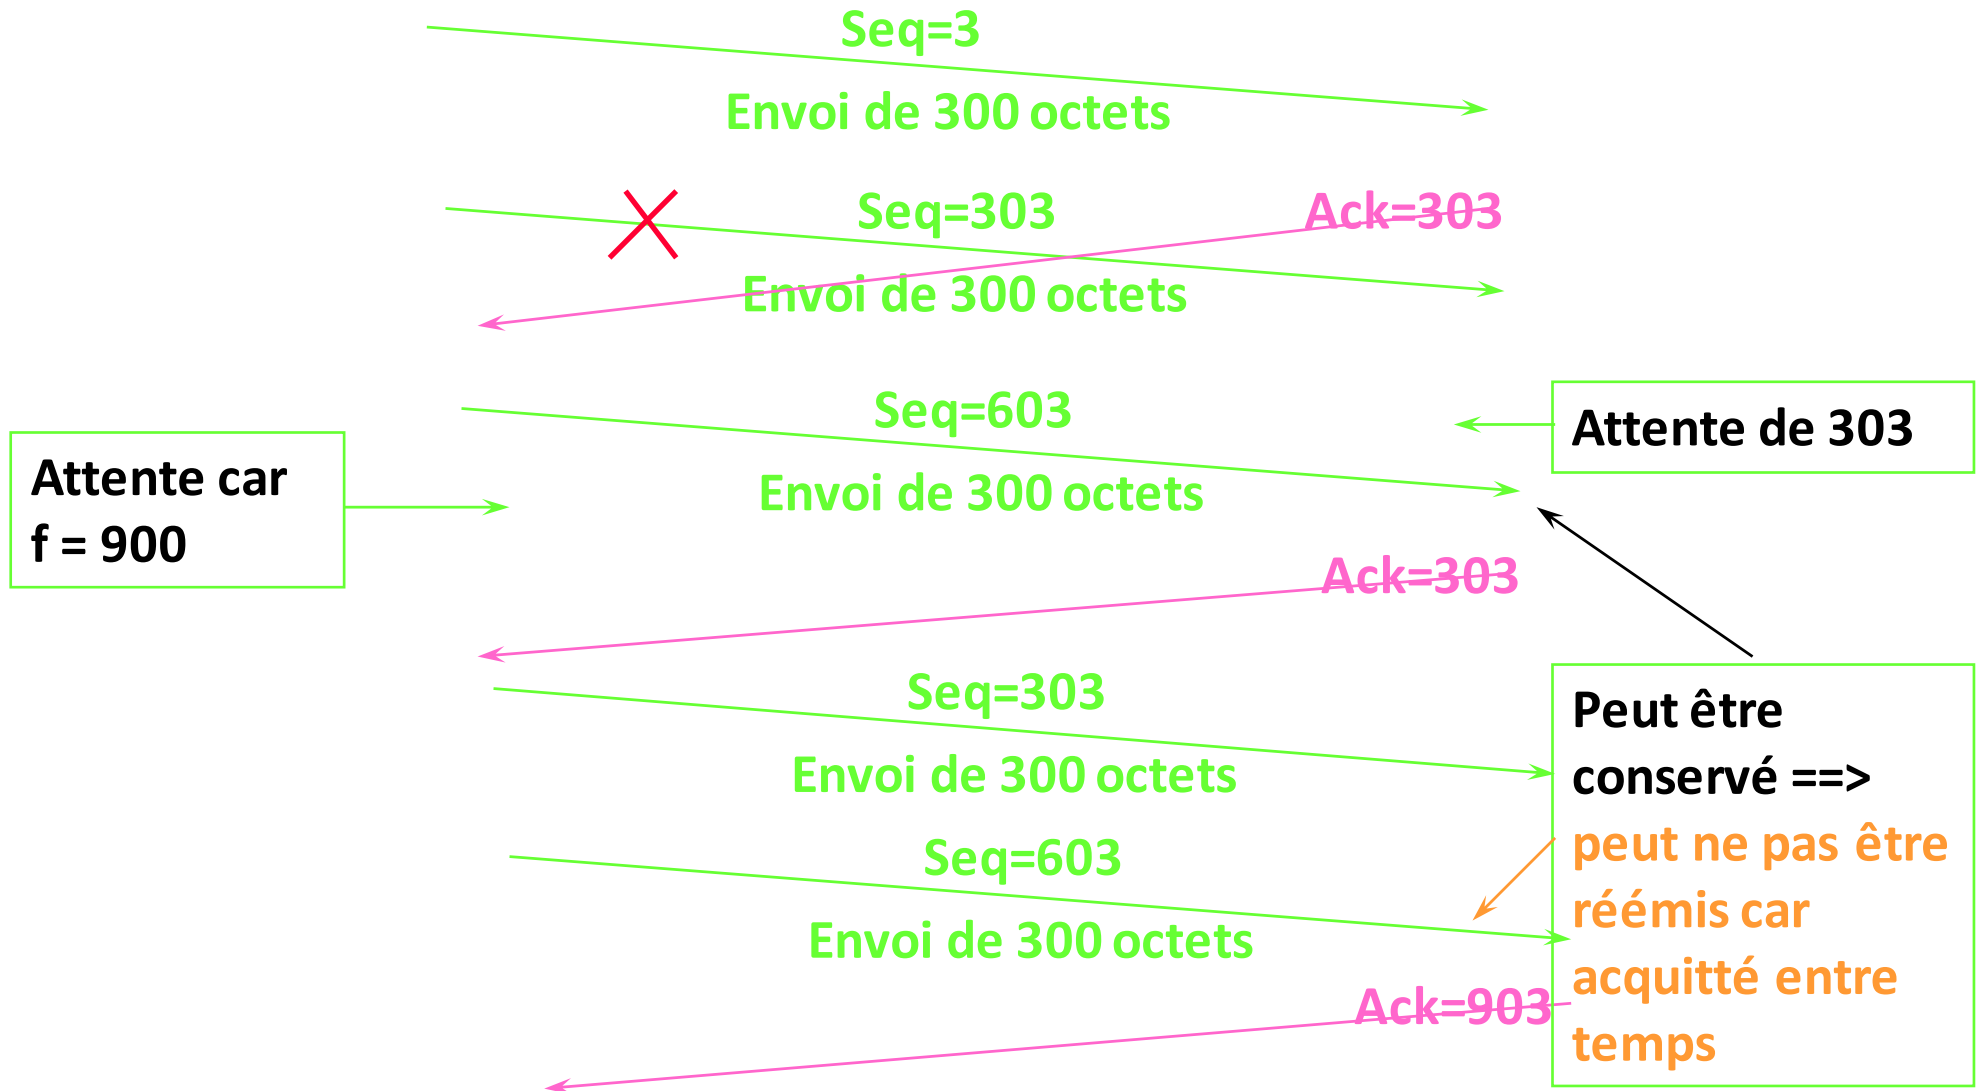 Seq=3
Envoi de 300 octets
Seq=303
Ack=303
Envoi de 300 octets
Seq=603
Attente de 303
Attente car
f = 900
Envoi de 300 octets
Ack=303
Seq=303
Envoi de 300 octets
Peut être
conservé ==>
peut ne pas être
réémis car
acquitté entre
temps
Seq=603
Envoi de 300 octets
Ack=903